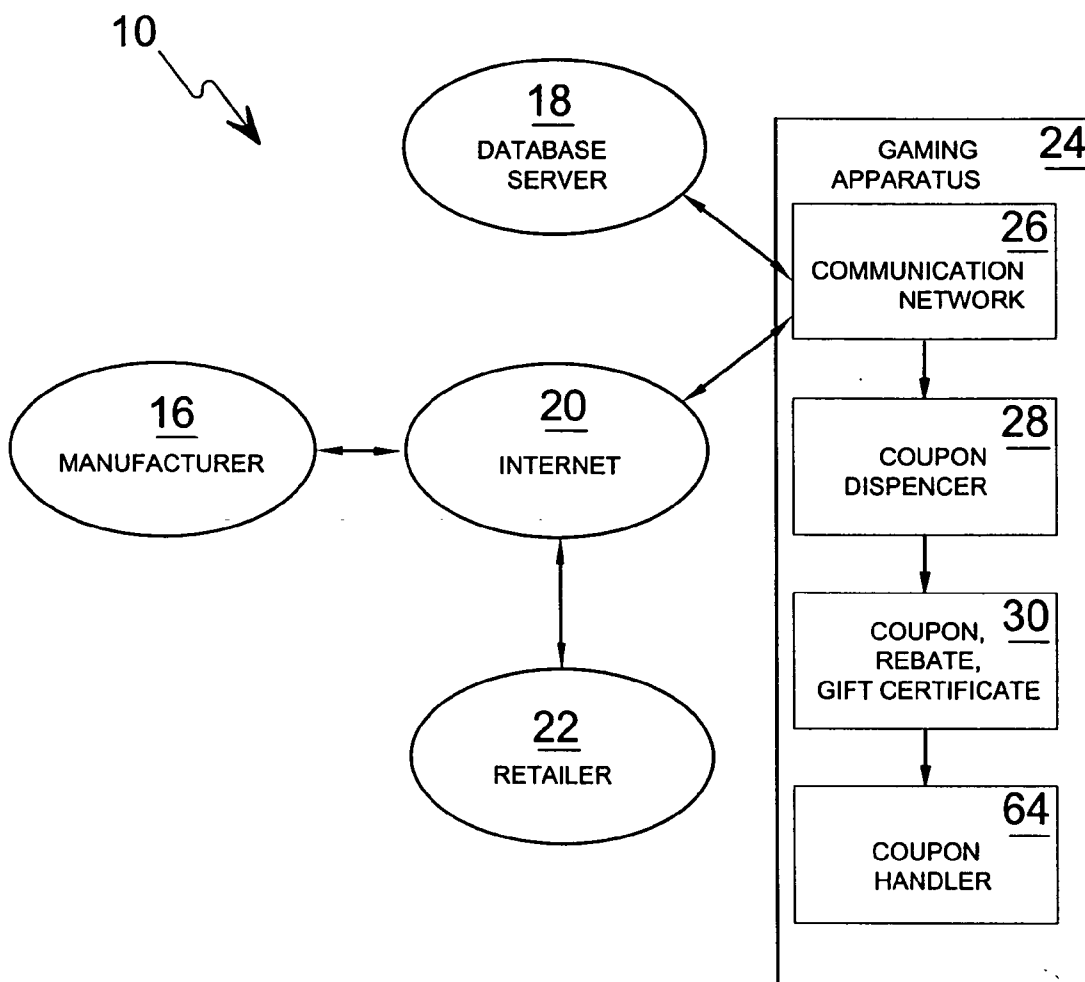 10
18
DATABASE
SERVER
GAMING
APPARATUS
24
26
COMMUNICATION
NETWORK
16
MANUFACTURER
20
INTERNET
28
COUPON
DISPENCER
30
COUPON,
REBATE,
GIFT CERTIFICATE
22
RETAILER
64
COUPON
HANDLER